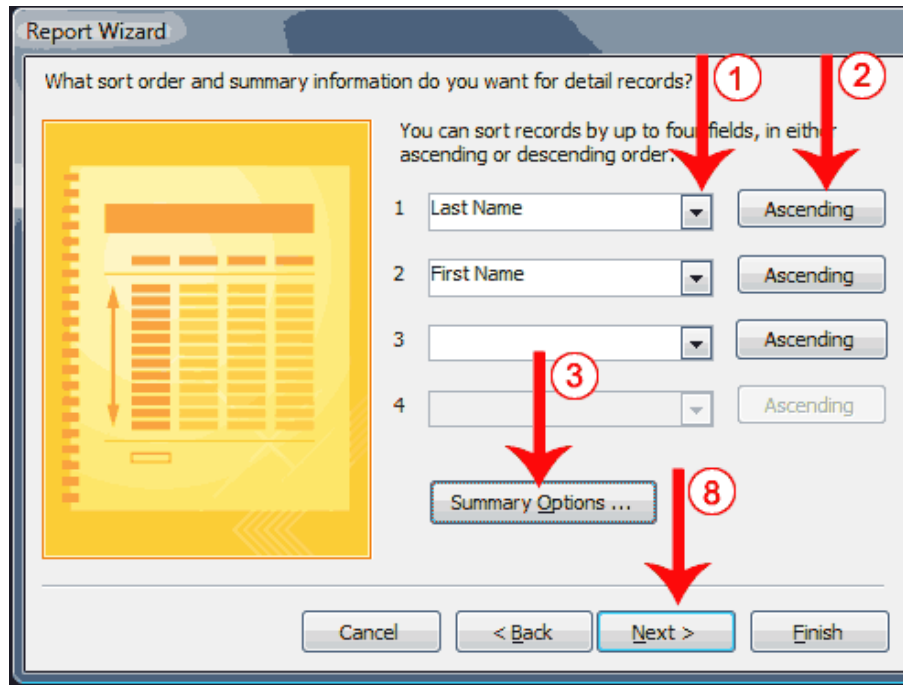 Report Wizard
What sort order and summary information do you want for detail records?
1
2
You can sort records by up to four fields, in either
ascending or descending order.
1 Last Name Ascending
2 First Name Ascending
3 Ascending
3
4 Ascending
Summary Options ...
8
Cancel < Back Next > Finish